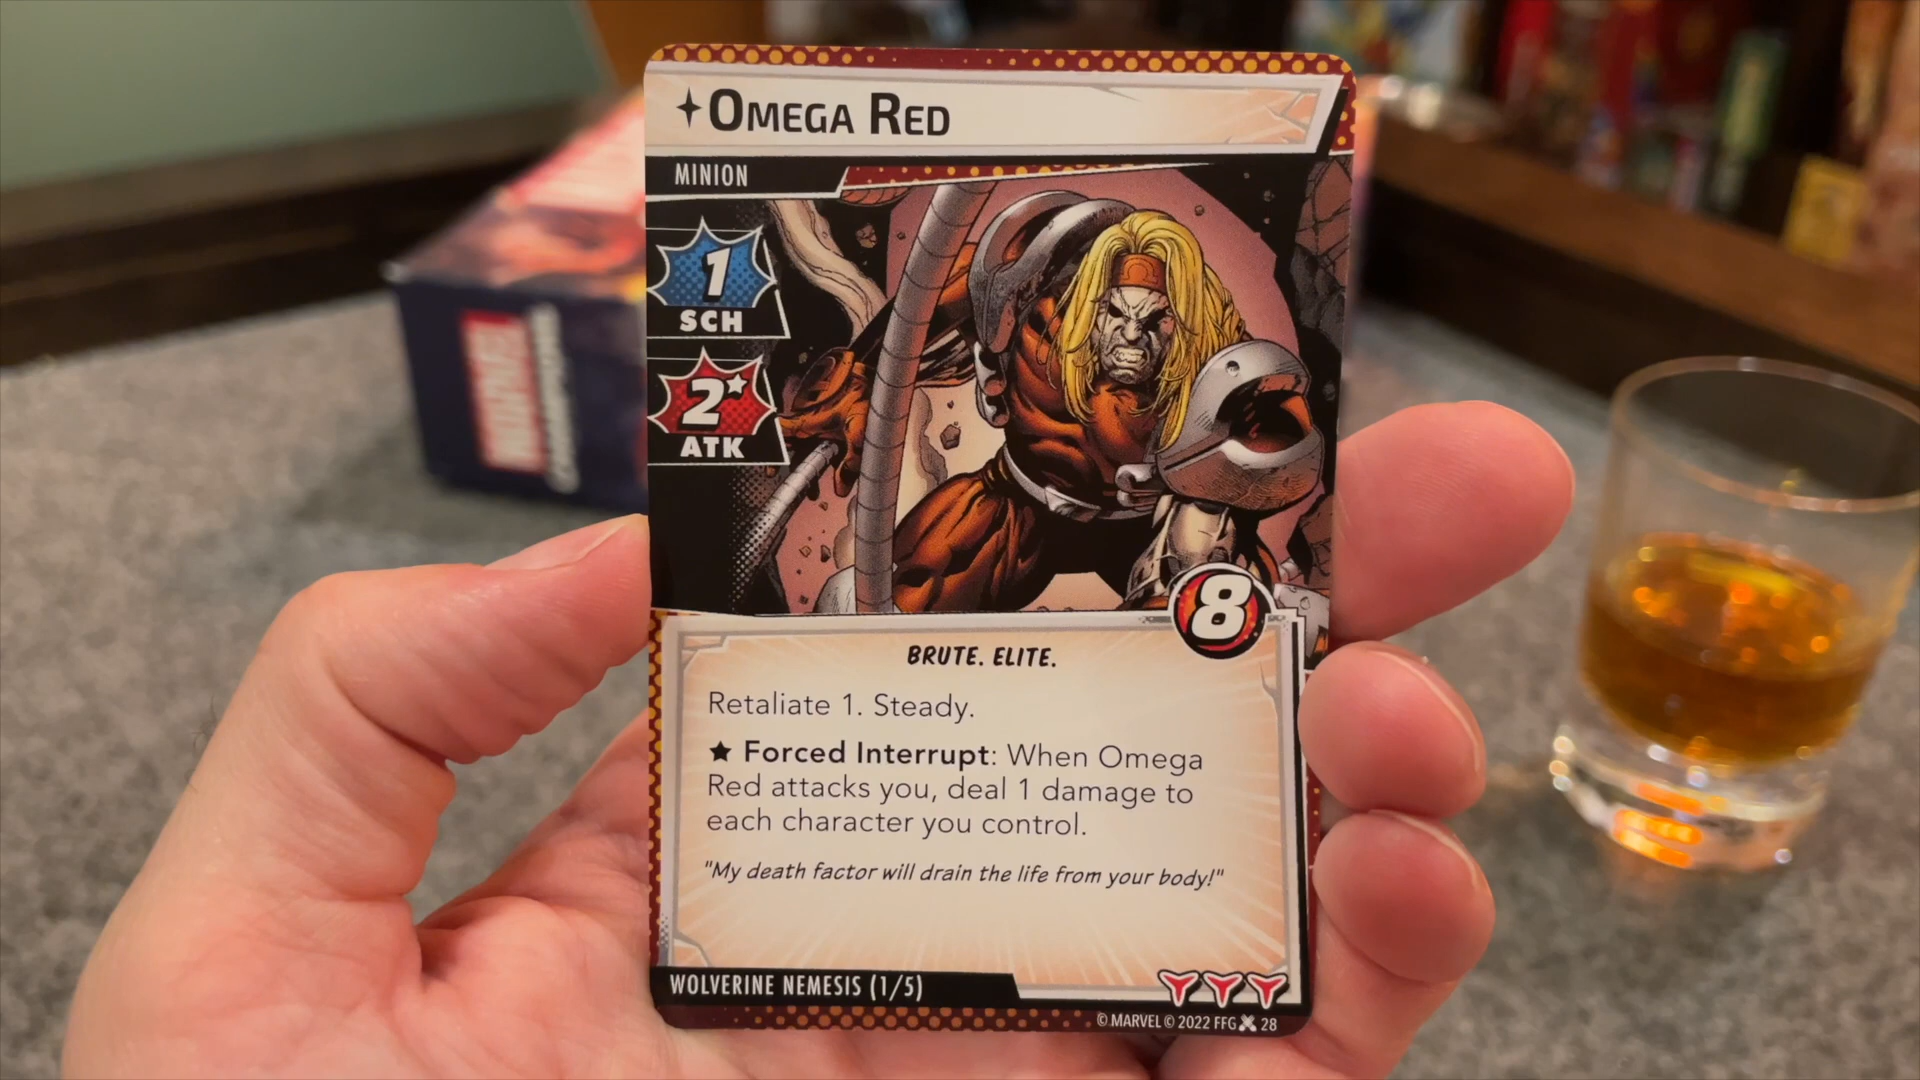 OMEGA RED
MINION
1
SCH
2
ATK
8
BRUTE. ELITE.
Retaliate 1. Steady.
★ Forced Interrupt: When Omega
Red attacks you, deal 1 damage to
each character you control.
"My death factor will drain the life from your body!"
WOLVERINE NEMESIS (1/5)
© MARVEL © 2022 FFG 28
MARVEL
CHAMPIONS